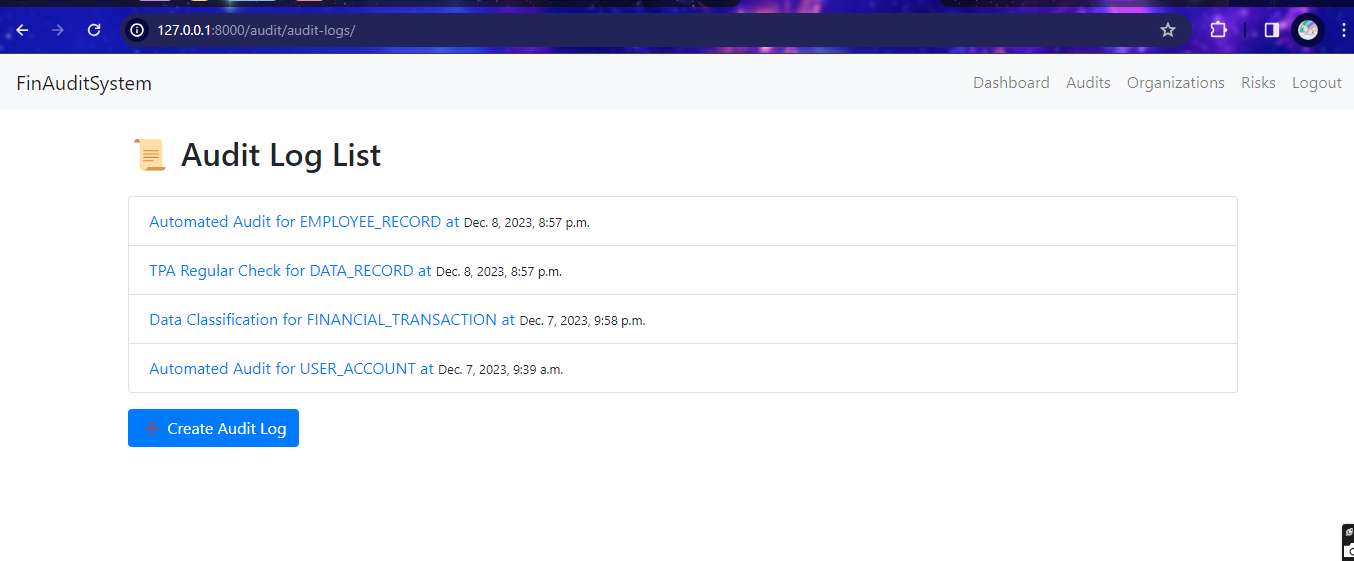 127.0.0.1:8000/audit/audit-logs/
FinAuditSystem
Dashboard Audits Organizations Risks Logout
Audit Log List
Automated Audit for EMPLOYEE_RECORD at Dec. 8, 2023, 8:57 p.m.
TPA Regular Check for DATA_RECORD at Dec. 8, 2023, 8:57 p.m.
Data Classification for FINANCIAL_TRANSACTION at Dec. 7, 2023, 9:58 p.m.
Automated Audit for USER_ACCOUNT at Dec. 7, 2023, 9:39 a.m.
Create Audit Log